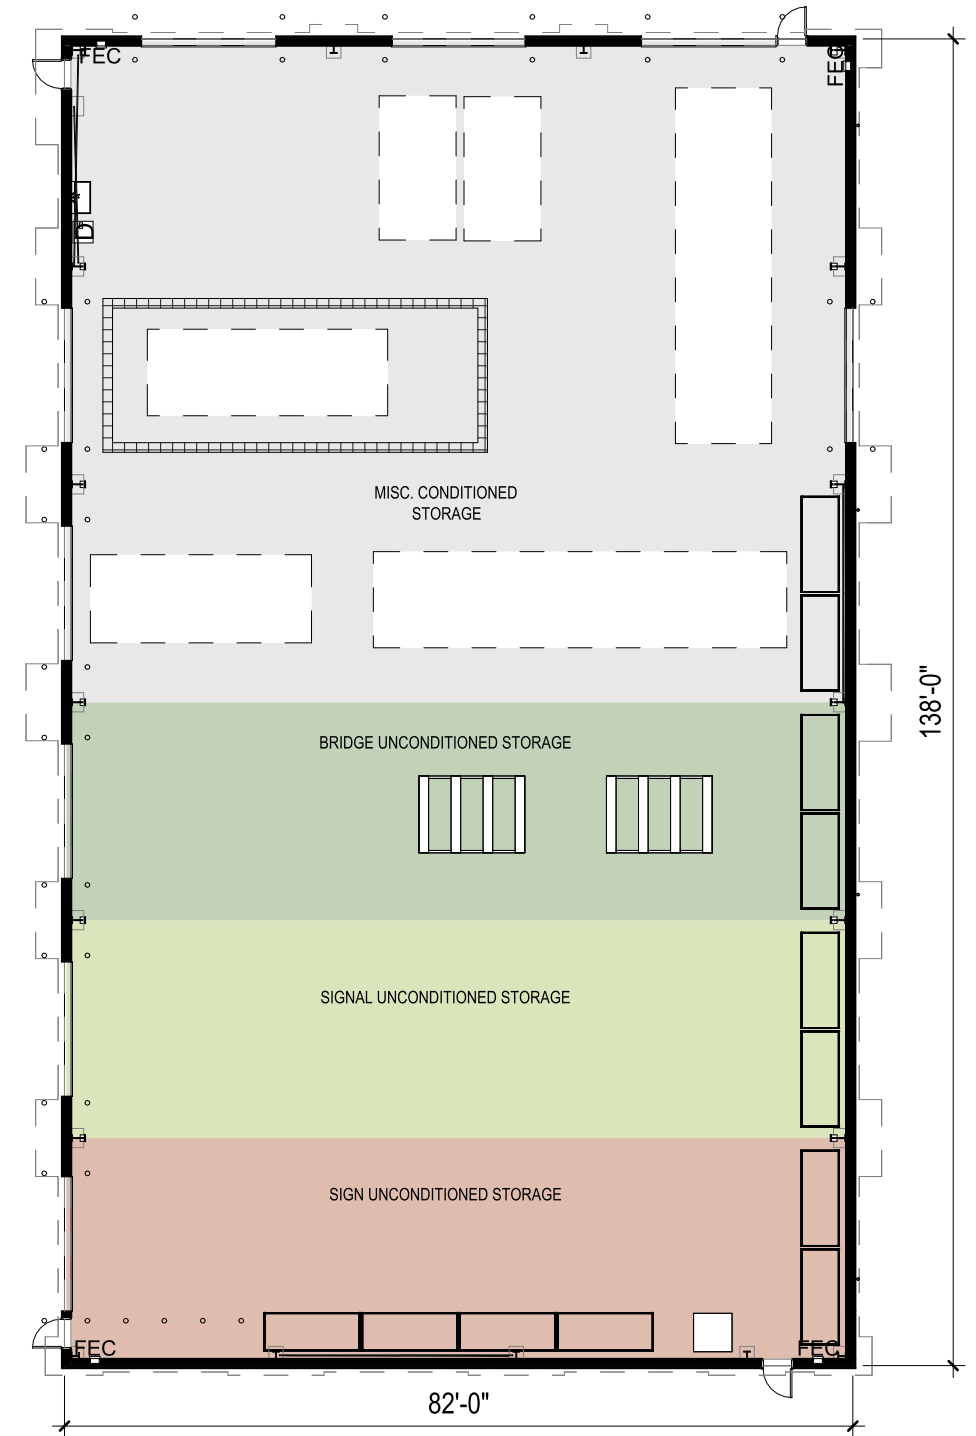 FEC
FEC
D
MISC. CONDITIONED
STORAGE
138'-0"
BRIDGE UNCONDITIONED STORAGE
SIGNAL UNCONDITIONED STORAGE
SIGN UNCONDITIONED STORAGE
FEC
FEC
82'-0"